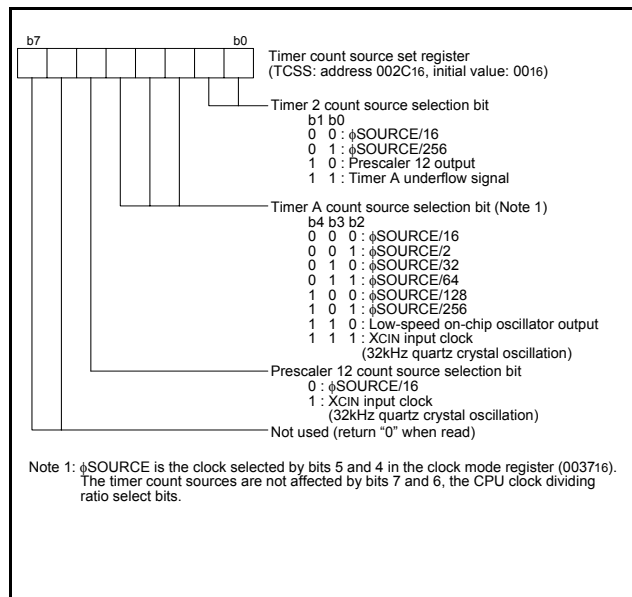 b7 b0
Timer count source set register
(TCSS: address 002C16, initial value: 0016)
Timer 2 count source selection bit
b1 b0
0 0 : ϕSOURCE/16
0 1 : ϕSOURCE/256
1 0 : Prescaler 12 output
1 1 : Timer A underflow signal
Timer A count source selection bit (Note 1)
b4 b3 b2
0 0 0 : ϕSOURCE/16
0 0 1 : ϕSOURCE/2
0 1 0 : ϕSOURCE/32
0 1 1 : ϕSOURCE/64
1 0 0 : ϕSOURCE/128
1 0 1 : ϕSOURCE/256
1 1 0 : Low-speed on-chip oscillator output
1 1 1 : XCIN input clock
(32kHz quartz crystal oscillation)
Prescaler 12 count source selection bit
0 : ϕSOURCE/16
1 : XCIN input clock
(32kHz quartz crystal oscillation)
Not used (return “0” when read)
Note 1: ϕSOURCE is the clock selected by bits 5 and 4 in the clock mode register (003716).
The timer count sources are not affected by bits 7 and 6, the CPU clock dividing
ratio select bits.